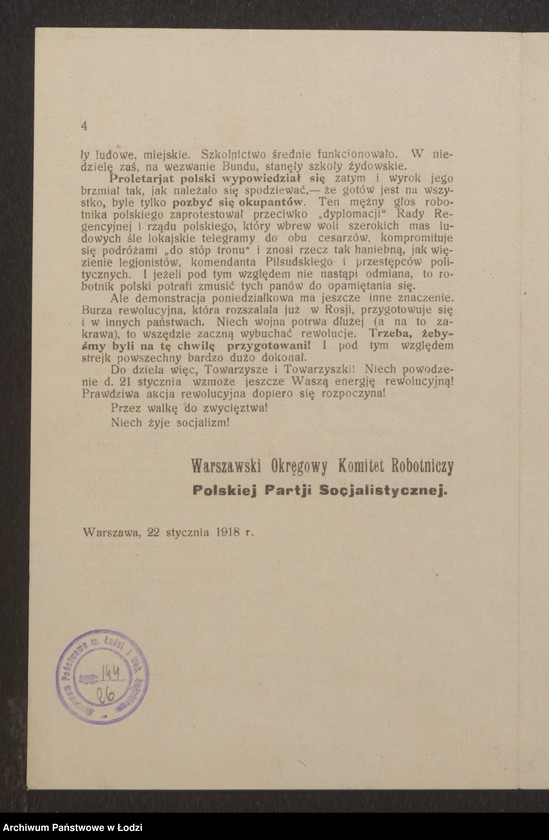 4
ły ludowe, miejskie. Szkolnictwo średnie funkcjonowało. W nie-
dzielę zaś, na wezwanie Bundu, stanęły szkoły żydowskie.
Proletarjat polski wypowiedział się zatym i wyrok jego
brzmiał tak, jak należało się spodziewać,— że gotów jest na wszy-
stko, byle tylko pozbyć się okupantów. Ten mężny głos robo-
tnika polskiego zaprotestował przeciwko „dyplomacji" Rady Re-
gencyjnej i rządu polskiego, który wbrew woli szerokich mas lu-
dowych śle lokajskie telegramy do obu cesarzów, kompromituje
się podróżami „do stóp tronu" i znosi rzecz tak haniebną, jak wię-
zienie legjonistów, komendanta Piłsudskiego i przestępców poli-
tycznych. I jeżeli pod tym względem nie nastąpi odmiana, to ro-
botnik polski potrafi zmusić tych panów do opamiętania się.
Ale demonstracja poniedziałkowa ma jeszcze inne znaczenie.
Burza rewolucyjna, która rozszalała już w Rosji, przygotowuje się
i w innych państwach. Niech wojna potrwa dłużej (a na to za-
krawa), to wszędzie zaczną wybuchać rewolucje. Trzeba, żeby-
śmy byli na tę chwilę przygotowani! I pod tym względem
strejk powszechny bardzo dużo dokonał.
Do dzieła więc, Towarzysze i Towarzyszki! Niech powodze-
nie d. 21 stycznia wzmoże jeszcze Waszą energję rewolucyjną!
Prawdziwa akcja rewolucyjna dopiero się rozpoczyna!
Przez walkę do zwycięztwa!
Niech żyje socjalizm!
Warszawski Okręgowy Komitet Robotniczy
Polskiej Partji Socjalistycznej.
Warszawa, 22 stycznia 1918 r.
Archiwum Państwowe m. Łodzi i
144
26
Archiwum Państwowe w Łodzi